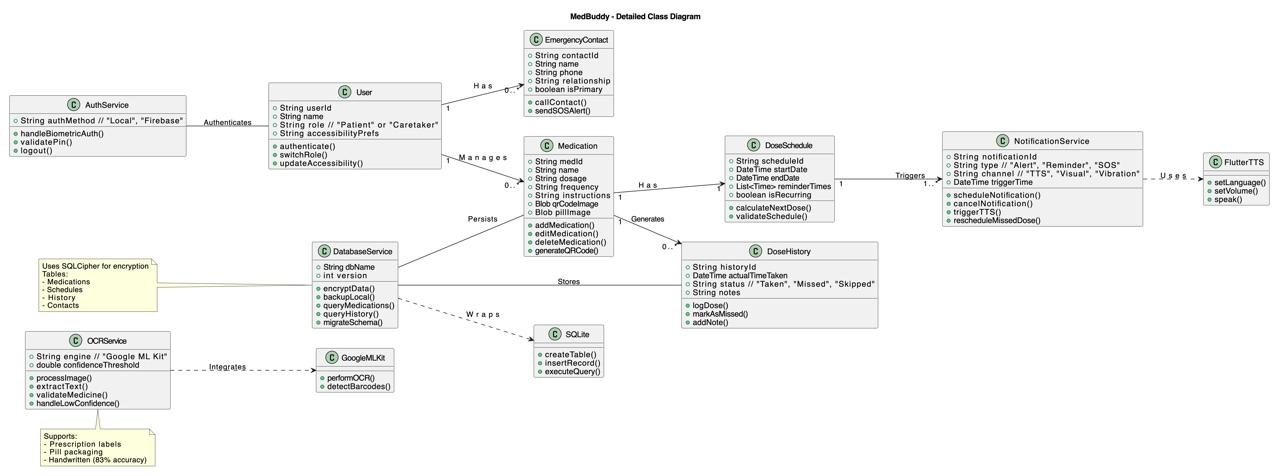 MedBuddy - Detailed Class Diagram
C EmergencyContact
String contactId
String name
String phone
String relationship
boolean isPrimary
callContact()
sendSOSAlert()
C AuthService
String authMethod // "Local", "Firebase"
handleBiometricAuth()
validatePin()
logout()
Authenticates
C User
String userId
String name
String role // "Patient" or "Caretaker"
String accessibilityPrefs
authenticate()
switchRole()
updateAccessibility()
Has
1
0..*
Manages
1
0..*
C Medication
String medId
String name
String dosage
String frequency
String instructions
Blob qrCodeImage
Blob pillImage
addMedication()
editMedication()
deleteMedication()
generateQRCode()
Has
1
1
C DoseSchedule
String scheduleId
DateTime startDate
DateTime endDate
List<Time> reminderTimes
boolean isRecurring
calculateNextDose()
validateSchedule()
Triggers
1
1..*
C NotificationService
String notificationId
String type // "Alert", "Reminder", "SOS"
String channel // "TTS", "Visual", "Vibration"
DateTime triggerTime
scheduleNotification()
cancelNotification()
triggerTTS()
rescheduleMissedDose()
Uses
C FlutterTTS
setLanguage()
setVolume()
speak()
Persists
Generates
1
0..*
C DatabaseService
String dbName
int version
encryptData()
backupLocal()
queryMedications()
queryHistory()
migrateSchema()
Stores
C DoseHistory
String historyId
DateTime actualTimeTaken
String status // "Taken", "Missed", "Skipped"
String notes
logDose()
markAsMissed()
addNote()
Uses SQLCipher for encryption
Tables:
- Medications
- Schedules
- History
- Contacts
Wraps
C SQLite
createTable()
insertRecord()
executeQuery()
C OCRService
String engine // "Google ML Kit"
double confidenceThreshold
processImage()
extractText()
validateMedicine()
handleLowConfidence()
Integrates
C GoogleMLKit
performOCR()
detectBarcodes()
Supports:
- Prescription labels
- Pill packaging
- Handwritten (83% accuracy)